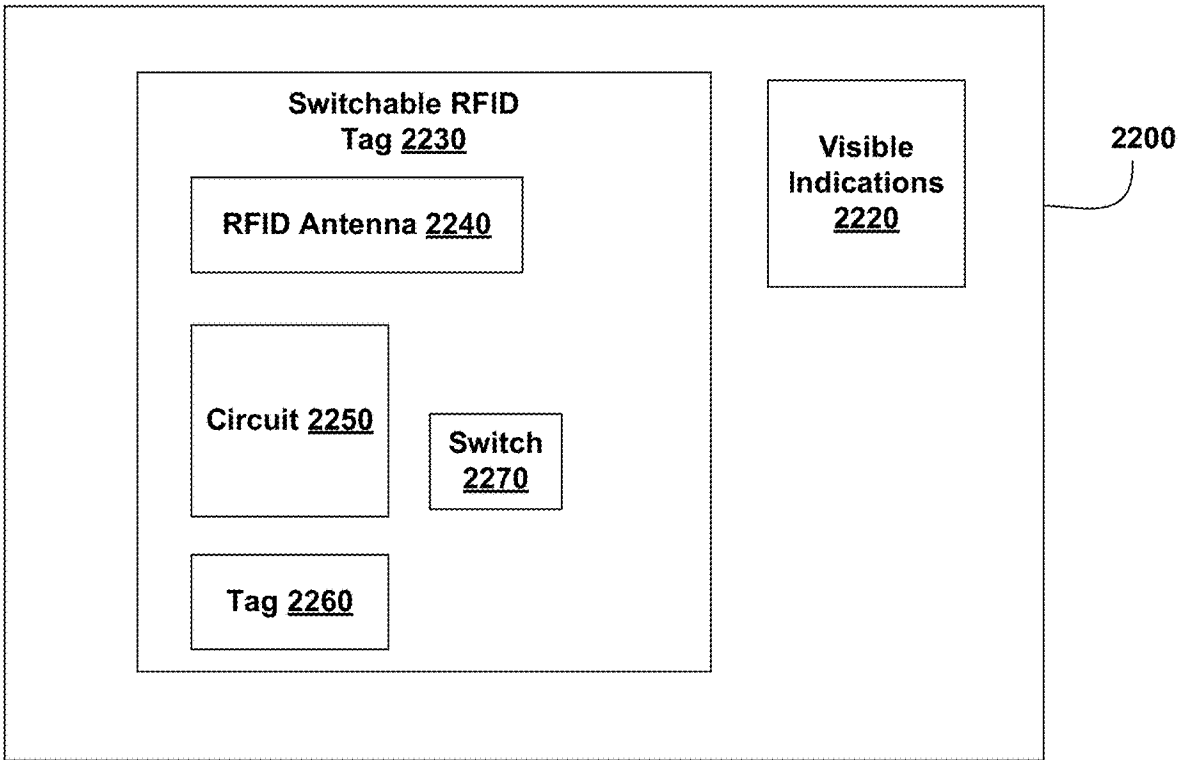 Switchable RFID
Tag 2230
RFID Antenna 2240
Circuit 2250
Switch
2270
Tag 2260
Visible
Indications
2220
2200